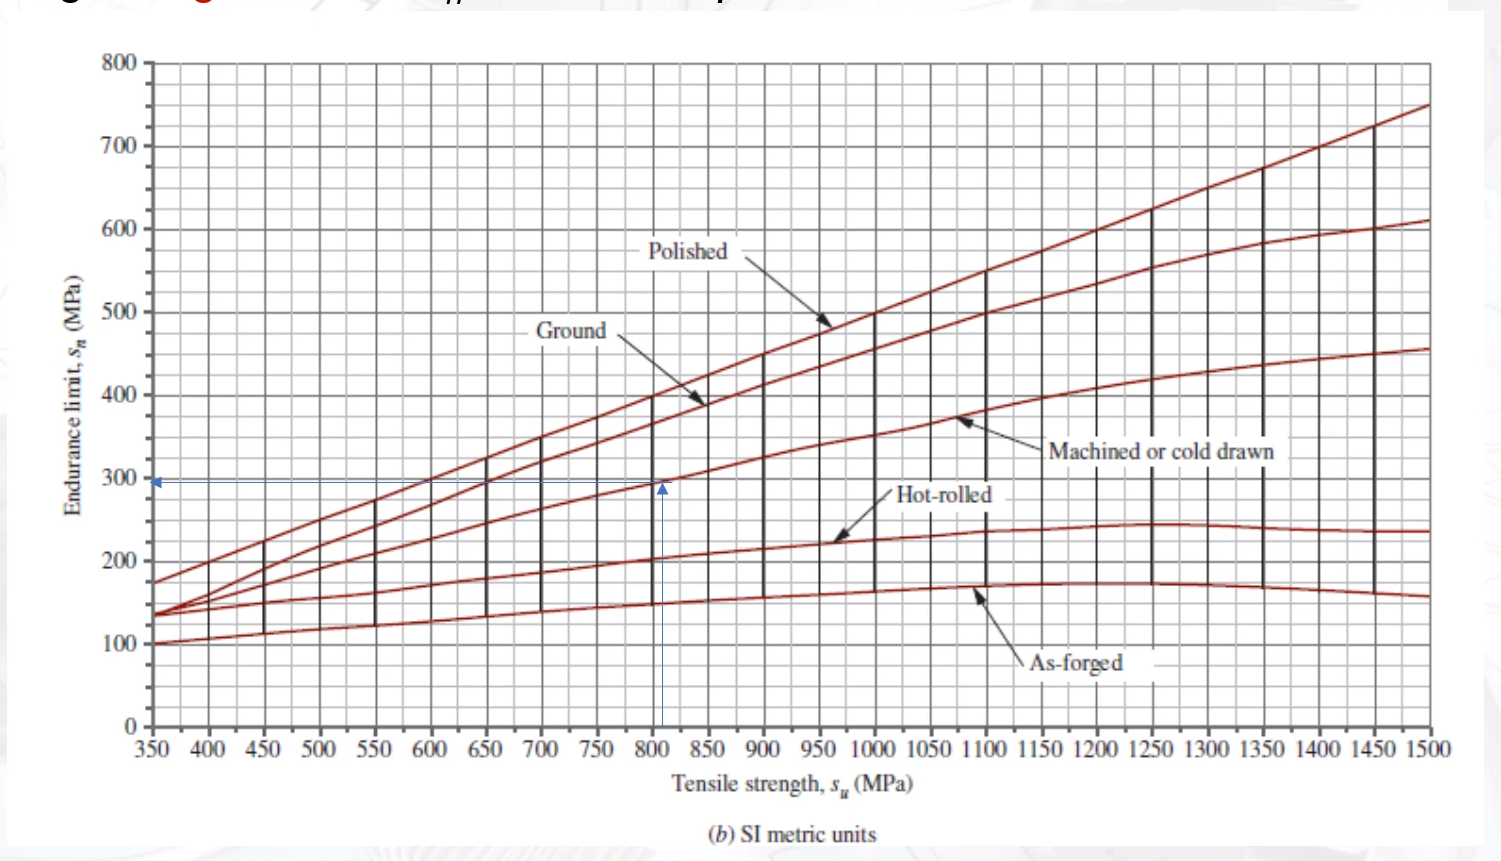 800
700
600
500
400
300
200
100
0
Endurance limit, sn (MPa)
Polished
Ground
Machined or cold drawn
Hot-rolled
As-forged
350 400 450 500 550 600 650 700 750 800 850 900 950 1000 1050 1100 1150 1200 1250 1300 1350 1400 1450 1500
Tensile strength, su (MPa)
(b) SI metric units